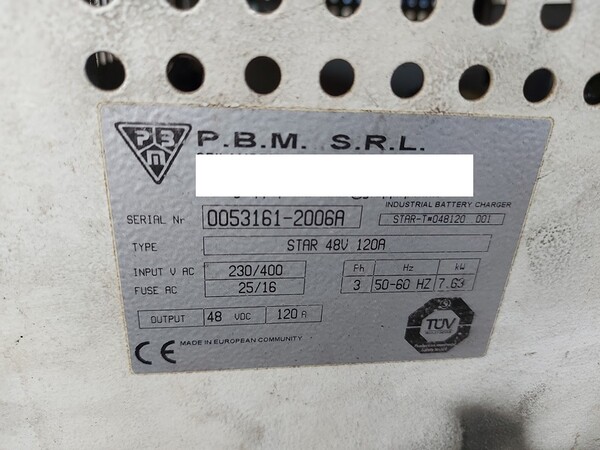 P B M
P.B.M. S.R.L.
INDUSTRIAL BATTERY CHARGER
SERIAL Nr 0053161-2006A STAR-T#048120 001
TYPE STAR 48V 120A
INPUT V AC 230/400 Ph Hz kW
FUSE AC 25/16 3 50-60 HZ 7.63
OUTPUT 48 VDC 120 A
TÜV
CE MADE IN EUROPEAN COMMUNITY